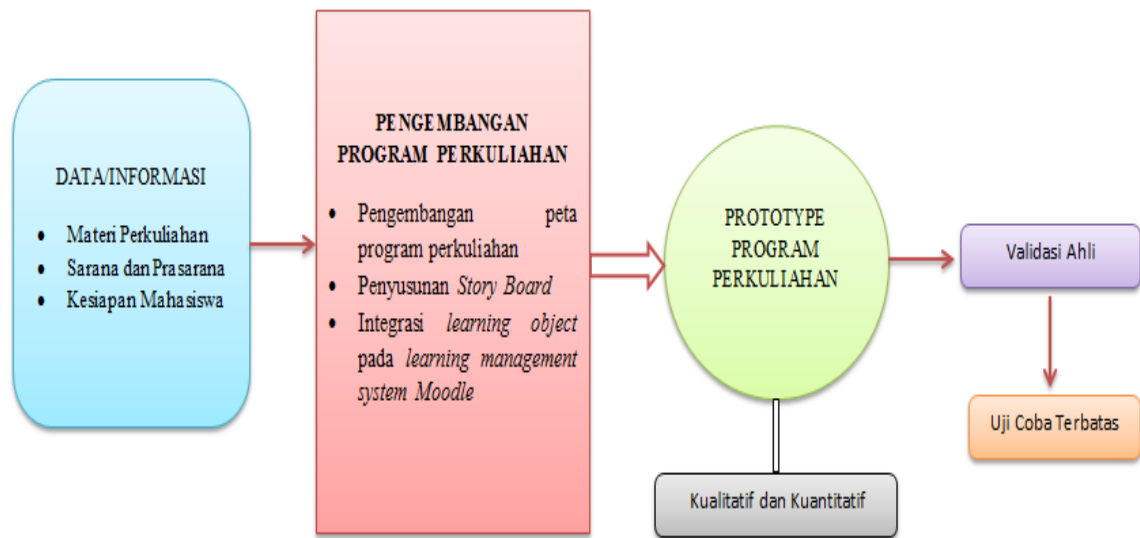 DATA/INFORMASI
• Materi Perkuliahan
• Sarana dan Prasarana
• Kesiapan Mahasiswa
PENGEMBANGAN
PROGRAM PERKULIAHAN
• Pengembangan peta
program perkuliahan
• Penyusunan Story Board
• Integrasi learning object
pada learning management
system Moodle
PROTOTYPE
PROGRAM
PERKULIAHAN
Kualitatif dan Kuantitatif
Validasi Ahli
Uji Coba Terbatas